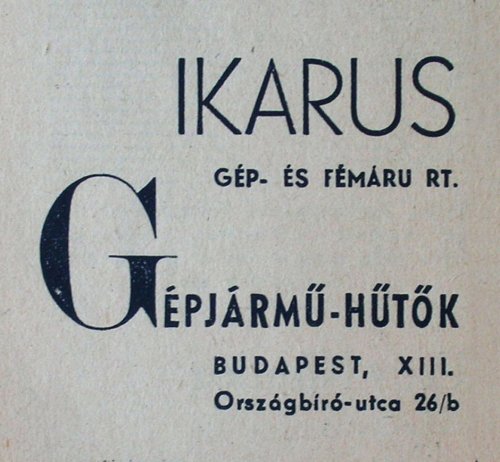 IKARUS
GÉP- ÉS FÉMÁRU RT.
GÉPJÁRMŰ-HŰTŐK
BUDAPEST, XIII.
Országbíró-utca 26/b